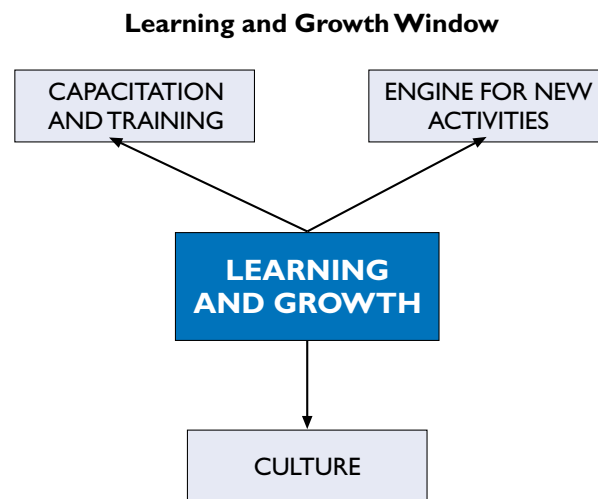 Learning and Growth Window
CAPACITATION
AND TRAINING
ENGINE FOR NEW
ACTIVITIES
LEARNING
AND GROWTH
CULTURE